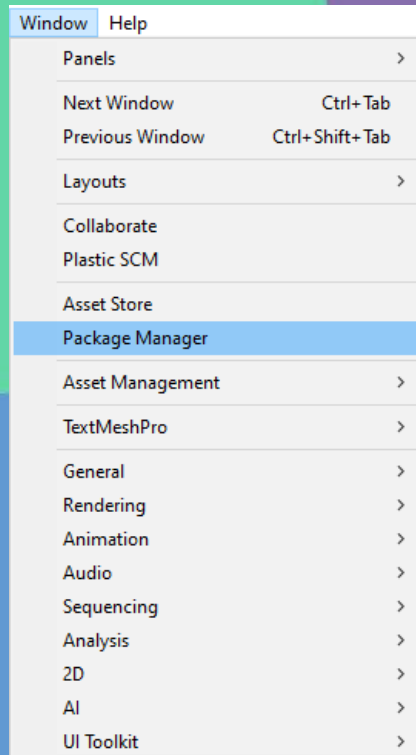 Window Help
Panels
Next Window Ctrl+Tab
Previous Window Ctrl+Shift+Tab
Layouts
Collaborate
Plastic SCM
Asset Store
Package Manager
Asset Management
TextMeshPro
General
Rendering
Animation
Audio
Sequencing
Analysis
2D
AI
UI Toolkit